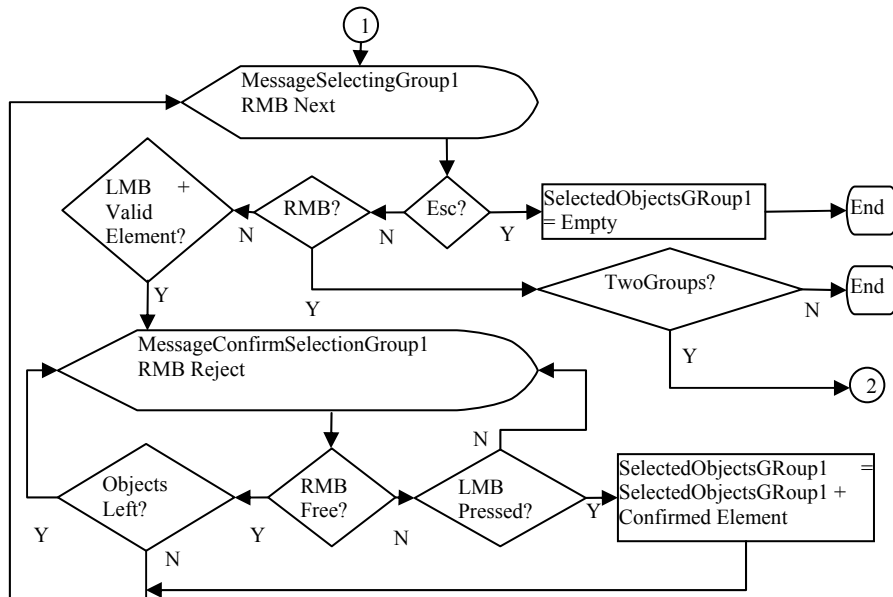 1
MessageSelectingGroup1
RMB Next
LMB +
Valid
Element?
RMB?
Esc?
SelectedObjectsGRoup1
= Empty
End
N
N
Y
TwoGroups?
End
Y
Y
N
MessageConfirmSelectionGroup1
RMB Reject
Y
2
N
Objects
Left?
RMB
Free?
LMB
Pressed?
SelectedObjectsGRoup1 =
SelectedObjectsGRoup1 +
Confirmed Element
Y
N
Y
N
Y